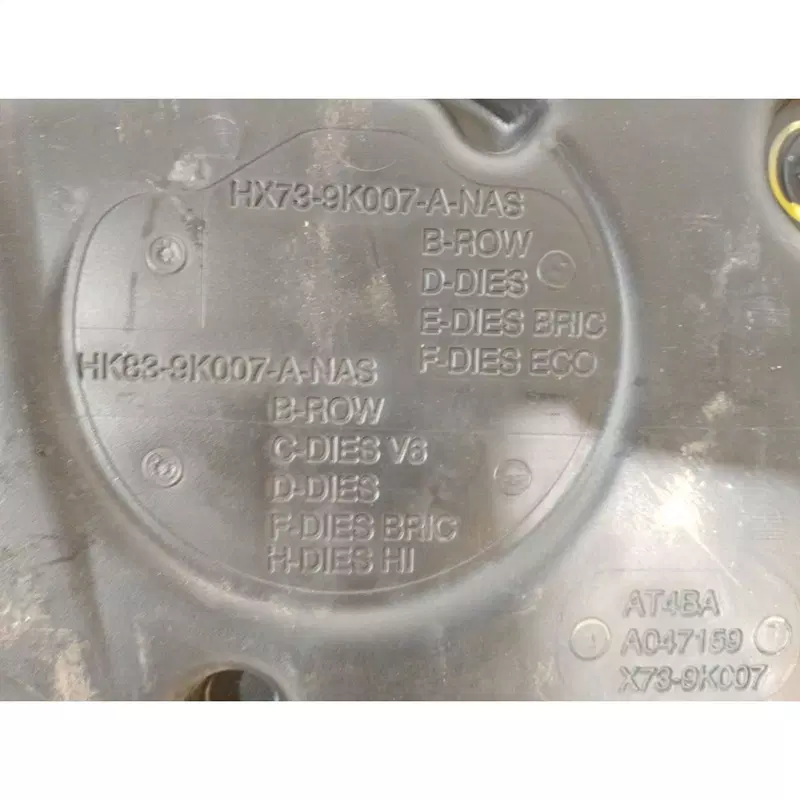 HX73-9K007-A-NAS
B-ROW
D-DIES
E-DIES BRIC
F-DIES ECO
HK83-9K007-A-NAS
B-ROW
C-DIES V6
D-DIES
F-DIES BRIC
H-DIES HI
AT4BA
A047159
X73-9K007